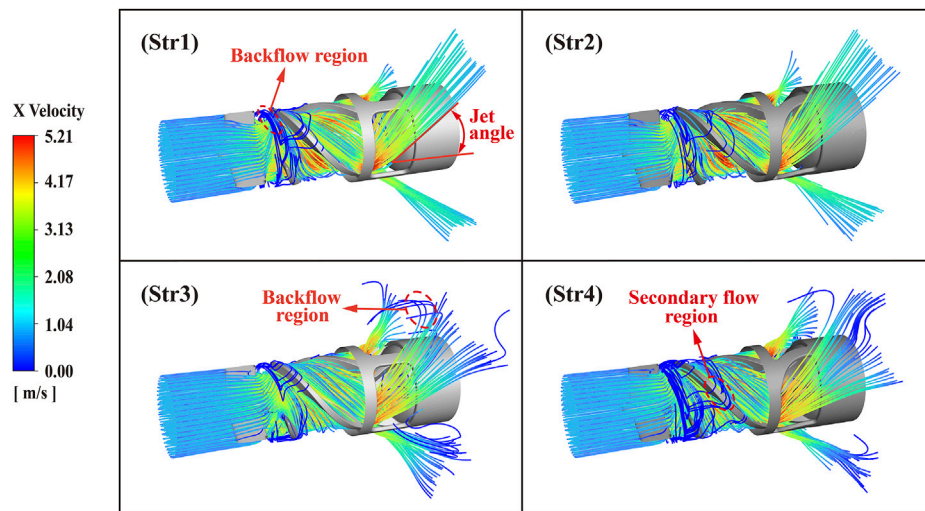 (Str1)
Backflow region
Jet
angle
(Str2)
X Velocity
5.21
4.17
3.13
2.08
1.04
0.00
[ m/s ]
(Str3)
Backflow
region
(Str4)
Secondary flow
region